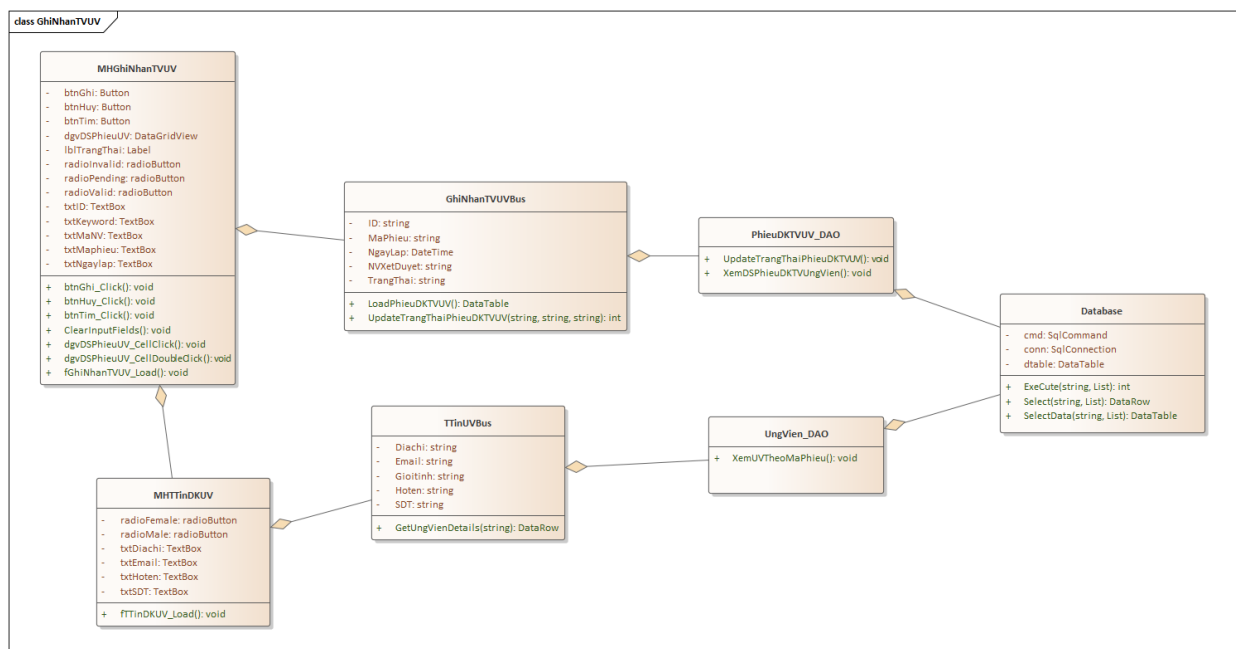 class GhiNhanTVUV
MHGhiNhanTVUV
- btnGhi: Button
- btnHuy: Button
- btnTim: Button
- dgvDSPhieuUV: DataGridView
- lblTrangThai: Label
- radioInvalid: radioButton
- radioPending: radioButton
- radioValid: radioButton
- txtID: TextBox
- txtKeyword: TextBox
- txtMaNV: TextBox
- txtMaphieu: TextBox
- txtNgaylap: TextBox
+ btnGhi_Click(): void
+ btnHuy_Click(): void
+ btnTim_Click(): void
+ ClearInputFields(): void
+ dgvDSPhieuUV_CellClick(): void
+ dgvDSPhieuUV_CellDoubleClick(): void
+ fGhiNhanTVUV_Load(): void
GhiNhanTVUVBus
- ID: string
- MaPhieu: string
- NgayLap: DateTime
- NVXetDuyet: string
- TrangThai: string
+ LoadPhieuDKTVUV(): DataTable
+ UpdateTrangThaiPhieuDKTVUV(string, string, string): int
PhieuDKTVUV_DAO
+ UpdateTrangThaiPhieuDKTVUV(): void
+ XemDSPhieuDKTVUngVien(): void
Database
- cmd: SqlCommand
- conn: SqlConnection
- dtable: DataTable
+ ExeCute(string, List): int
+ Select(string, List): DataRow
+ SelectData(string, List): DataTable
TTinUVBus
- Diachi: string
- Email: string
- Gioitinh: string
- Hoten: string
- SDT: string
+ GetUngVienDetails(string): DataRow
UngVien_DAO
+ XemUVTheoMaPhieu(): void
MHTTinDKUV
- radioFemale: radioButton
- radioMale: radioButton
- txtDiachi: TextBox
- txtEmail: TextBox
- txtHoten: TextBox
- txtSDT: TextBox
+ fTTinDKUV_Load(): void